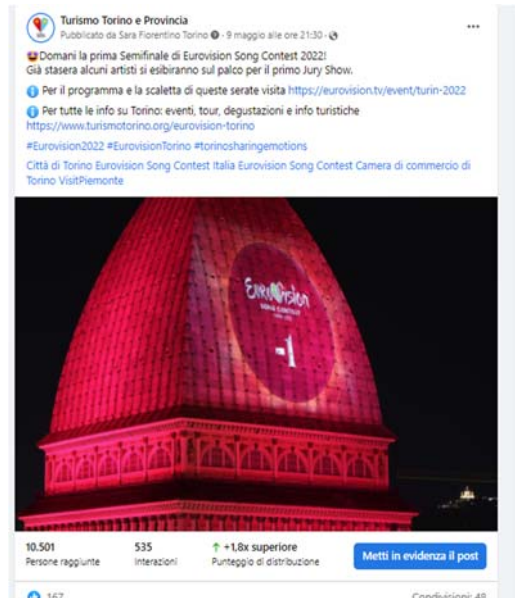 Turismo Torino e Provincia
Pubblicato da Sara Fiorentino Torino · 9 maggio alle ore 21:30 ·
Domani la prima Semifinale di Eurovision Song Contest 2022!
Già stasera alcuni artisti si esibiranno sul palco per il primo Jury Show.
Per il programma e la scaletta di queste serate visita https://eurovision.tv/event/turin-2022
Per tutte le info su Torino: eventi, tour, degustazioni e info turistiche
https://www.turismotorino.org/eurovision-torino
#Eurovision2022 #EurovisionTorino #torinosharingemotions
Città di Torino Eurovision Song Contest Italia Eurovision Song Contest Camera di commercio di
Torino VisitPiemonte
EUROVISION
SONG CONTEST
-1
10.501
Persone raggiunte
535
Interazioni
+1,8x superiore
Punteggio di distribuzione
Metti in evidenza il post
167
Condivisioni: 48